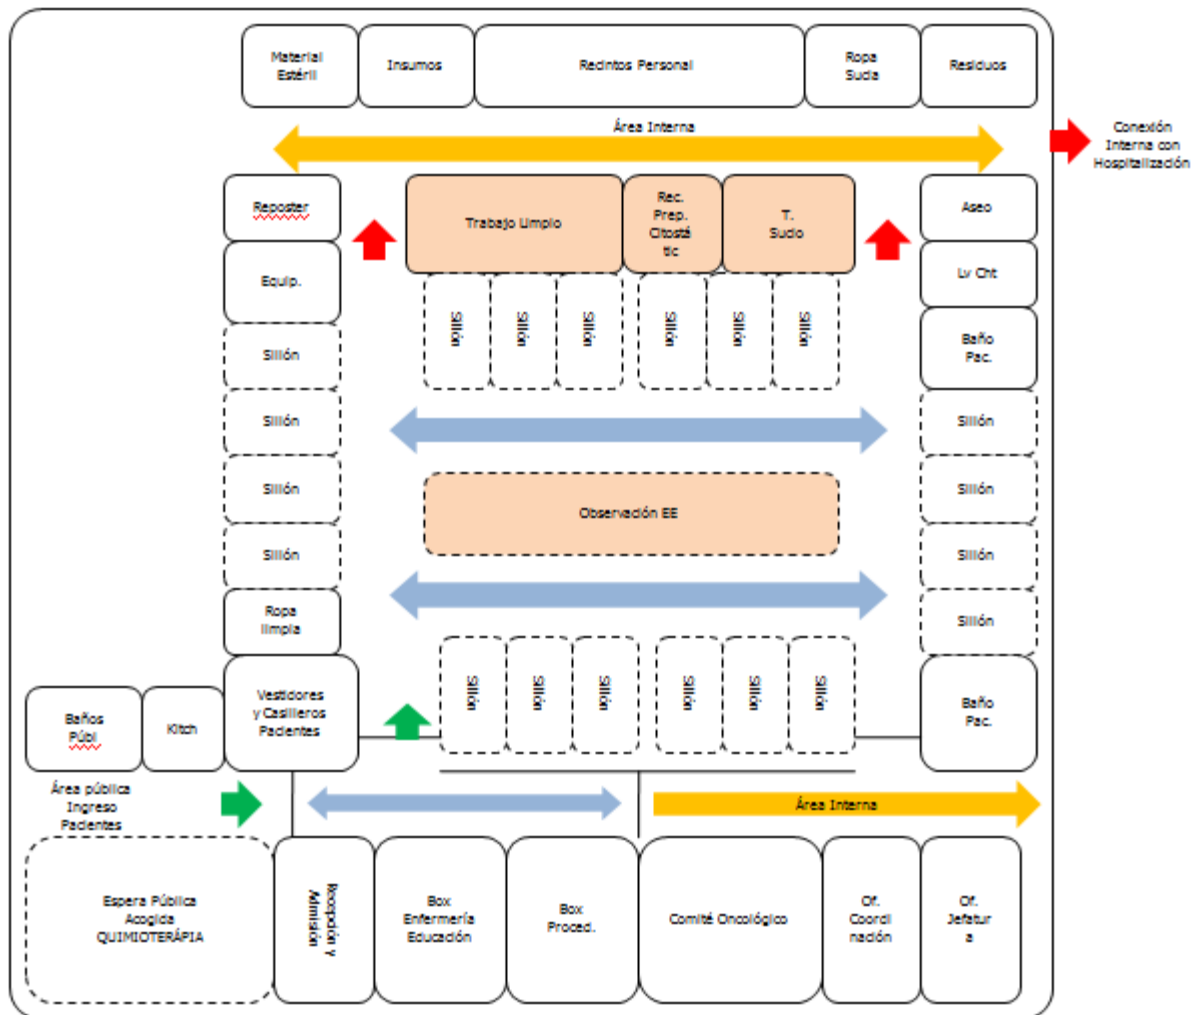 Material
Estéril
Insumos
Recintos Personal
Ropa
Sucia
Residuos
Área Interna
Conexión
Interna con
Hospitalización
Reposter
Trabajo Limpio
Rec.
Prep.
Citostá
tic
T.
Sucio
Aseo
Equip.
Lv Cht
Sillón
Sillón
Sillón
Sillón
Sillón
Sillón
Baño
Pac.
Sillón
Sillón
Sillón
Sillón
Sillón
Observación EE
Sillón
Sillón
Sillón
Ropa
limpia
Sillón
Vestidores
y Casilleros
Pacientes
Sillón
Sillón
Sillón
Sillón
Sillón
Sillón
Baño
Pac.
Baños
Públ
Kitch
Área pública
Ingreso
Pacientes
Área Interna
Espera Pública
Acogida
QUIMIOTERÁPIA
Recepción y
Admisión
Box
Enfermería
Educación
Box
Proced.
Comité Oncológico
Of.
Coordi
nación
Of.
Jefatur
a